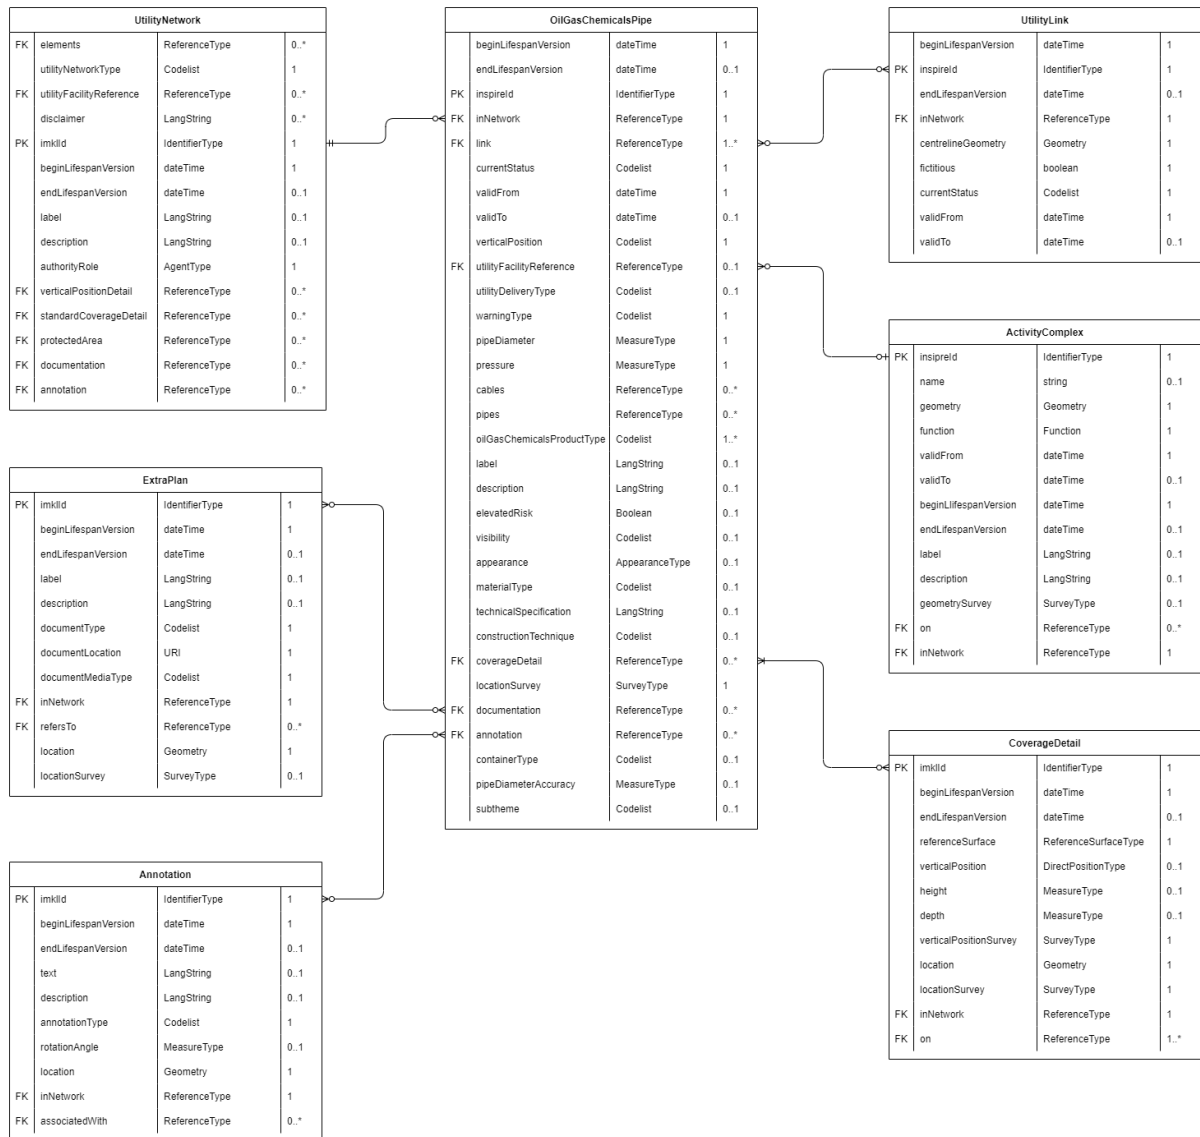 UtilityNetwork
FK elements ReferenceType 0..*
utilityNetworkType Codelist 1
FK utilityFacilityReference ReferenceType 0..*
disclaimer LangString 0..*
PK imklId IdentifierType 1
beginLifespanVersion dateTime 1
endLifespanVersion dateTime 0..1
label LangString 0..1
description LangString 0..1
authorityRole AgentType 1
FK verticalPositionDetail ReferenceType 0..*
FK standardCoverageDetail ReferenceType 0..*
FK protectedArea ReferenceType 0..*
FK documentation ReferenceType 0..*
FK annotation ReferenceType 0..*
ExtraPlan
PK imklId IdentifierType 1
beginLifespanVersion dateTime 1
endLifespanVersion dateTime 0..1
label LangString 0..1
description LangString 0..1
documentType Codelist 1
documentLocation URI 1
documentMediaType Codelist 1
FK inNetwork ReferenceType 1
FK refersTo ReferenceType 0..*
location Geometry 1
locationSurvey SurveyType 0..1
Annotation
PK imklId IdentifierType 1
beginLifespanVersion dateTime 1
endLifespanVersion dateTime 0..1
text LangString 0..1
description LangString 0..1
annotationType Codelist 1
rotationAngle MeasureType 0..1
location Geometry 1
FK inNetwork ReferenceType 1
FK associatedWith ReferenceType 0..*
OilGasChemicalsPipe
beginLifespanVersion dateTime 1
endLifespanVersion dateTime 0..1
PK inspireId IdentifierType 1
FK inNetwork ReferenceType 1
FK link ReferenceType 1..*
currentStatus Codelist 1
validFrom dateTime 1
validTo dateTime 0..1
verticalPosition Codelist 1
FK utilityFacilityReference ReferenceType 0..1
utilityDeliveryType Codelist 0..1
warningType Codelist 1
pipeDiameter MeasureType 1
pressure MeasureType 1
cables ReferenceType 0..*
pipes ReferenceType 0..*
oilGasChemicalsProductType Codelist 1..*
label LangString 0..1
description LangString 0..1
elevatedRisk Boolean 0..1
visibility Codelist 0..1
appearance AppearanceType 0..1
materialType Codelist 0..1
technicalSpecification LangString 0..1
constructionTechnique Codelist 0..1
FK coverageDetail ReferenceType 0..*
locationSurvey SurveyType 1
FK documentation ReferenceType 0..*
FK annotation ReferenceType 0..*
containerType Codelist 0..1
pipeDiameterAccuracy MeasureType 0..1
subtheme Codelist 0..1
UtilityLink
beginLifespanVersion dateTime 1
PK inspireId IdentifierType 1
endLifespanVersion dateTime 0..1
FK inNetwork ReferenceType 1
centrelineGeometry Geometry 1
fictitious boolean 1
currentStatus Codelist 1
validFrom dateTime 1
validTo dateTime 0..1
ActivityComplex
PK insipreId IdentifierType 1
name string 0..1
geometry Geometry 1
function Function 1
validFrom dateTime 1
validTo dateTime 0..1
beginLlifespanVersion dateTime 1
endLifespanVersion dateTime 0..1
label LangString 0..1
description LangString 0..1
geometrySurvey SurveyType 0..1
FK on ReferenceType 0..*
FK inNetwork ReferenceType 1
CoverageDetail
PK imklId IdentifierType 1
beginLifespanVersion dateTime 1
endLifespanVersion dateTime 0..1
referenceSurface ReferenceSurfaceType 1
verticalPosition DirectPositionType 0..1
height MeasureType 0..1
depth MeasureType 0..1
verticalPositionSurvey SurveyType 1
location Geometry 1
locationSurvey SurveyType 1
FK inNetwork ReferenceType 1
FK on ReferenceType 1..*